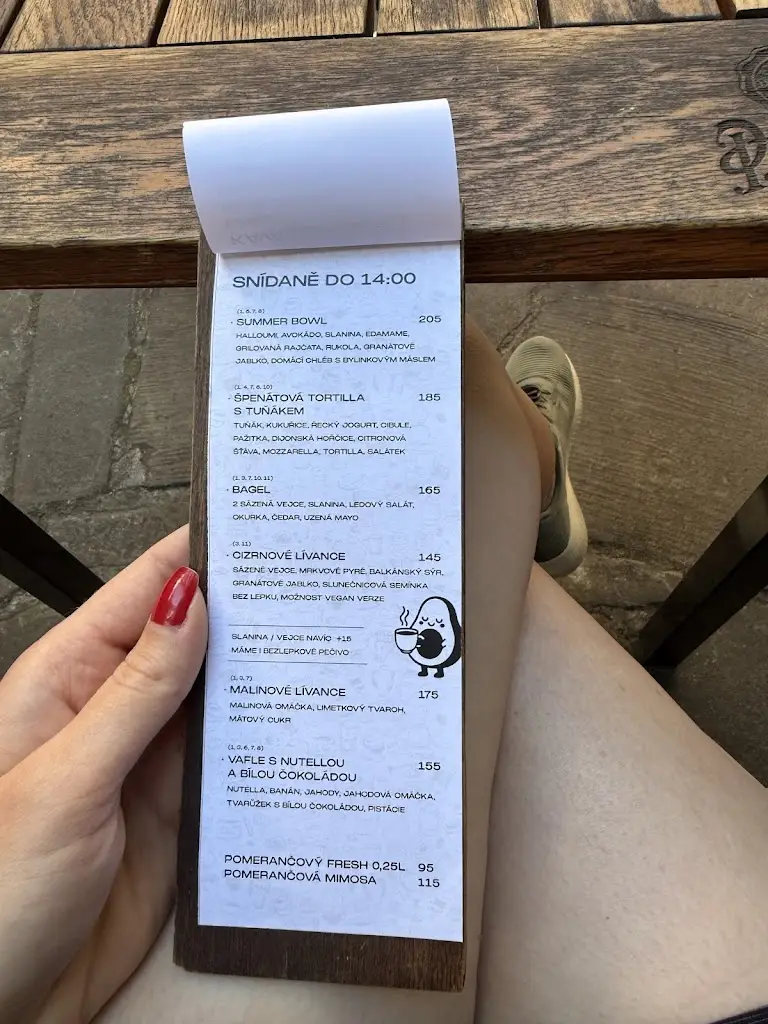 SNÍDANĚ DO 14:00
(1, 6, 7, 8)
· SUMMER BOWL 205
HALLOUMI, AVOKÁDO, SLANINA, EDAMAME,
GRILOVANÁ RAJČATA, RUKOLA, GRANÁTOVÉ
JABLKO, DOMÁCÍ CHLÉB S BYLINKOVÝM MÁSLEM
(1, 4, 7, 8, 10)
· ŠPENÁTOVÁ TORTILLA 185
S TUŇÁKEM
TUŇÁK, KUKUŘICE, ŘECKÝ JOGURT, CIBULE,
PAŽITKA, DIJONSKÁ HOŘČICE, CITRONOVÁ
ŠŤÁVA, MOZZARELLA, TORTILLA, SALÁTEK
(1, 3, 7, 10, 11)
· BAGEL 165
2 SÁZENÁ VEJCE, SLANINA, LEDOVÝ SALÁT,
OKURKA, ČEDAR, UZENÁ MAYO
(3, 11)
· CIZRNOVÉ LÍVANCE 145
SÁZENÉ VEJCE, MRKVOVÉ PYRÉ, BALKÁNSKÝ SÝR,
GRANÁTOVÉ JABLKO, SLUNEČNICOVÁ SEMÍNKA
BEZ LEPKU, MOŽNOST VEGAN VERZE
SLANINA / VEJCE NAVÍC +15
MÁME I BEZLEPKOVÉ PEČIVO
(1, 3, 7)
· MALINOVÉ LÍVANCE 175
MALINOVÁ OMÁČKA, LIMETKOVÝ TVAROH,
MÁTOVÝ CUKR
(1, 3, 6, 7, 8)
· VAFLE S NUTELLOU 155
A BÍLOU ČOKOLÁDOU
NUTELLA, BANÁN, JAHODY, JAHODOVÁ OMÁČKA,
TVARŮŽEK S BÍLOU ČOKOLÁDOU, PISTÁCIE
POMERANČOVÝ FRESH 0,25L 95
POMERANČOVÁ MIMOSA 115